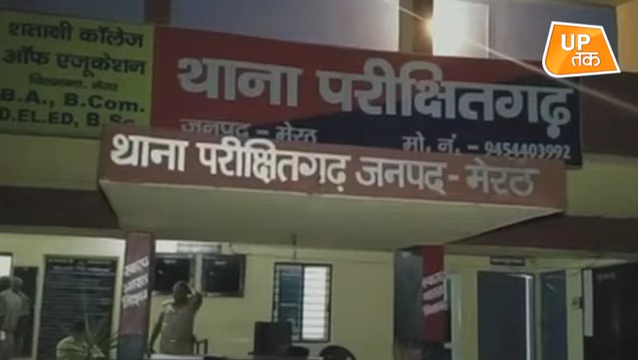 शताक्षी कॉलेज
ऑफ एजूकेशन
B.A., B.Com.
D.EL.ED, B.Sc
थाना परीक्षितगढ़
जनपद - मेरठ
मो. नं. - 9454403992
थाना परीक्षितगढ़ जनपद - मेरठ
UP
तक